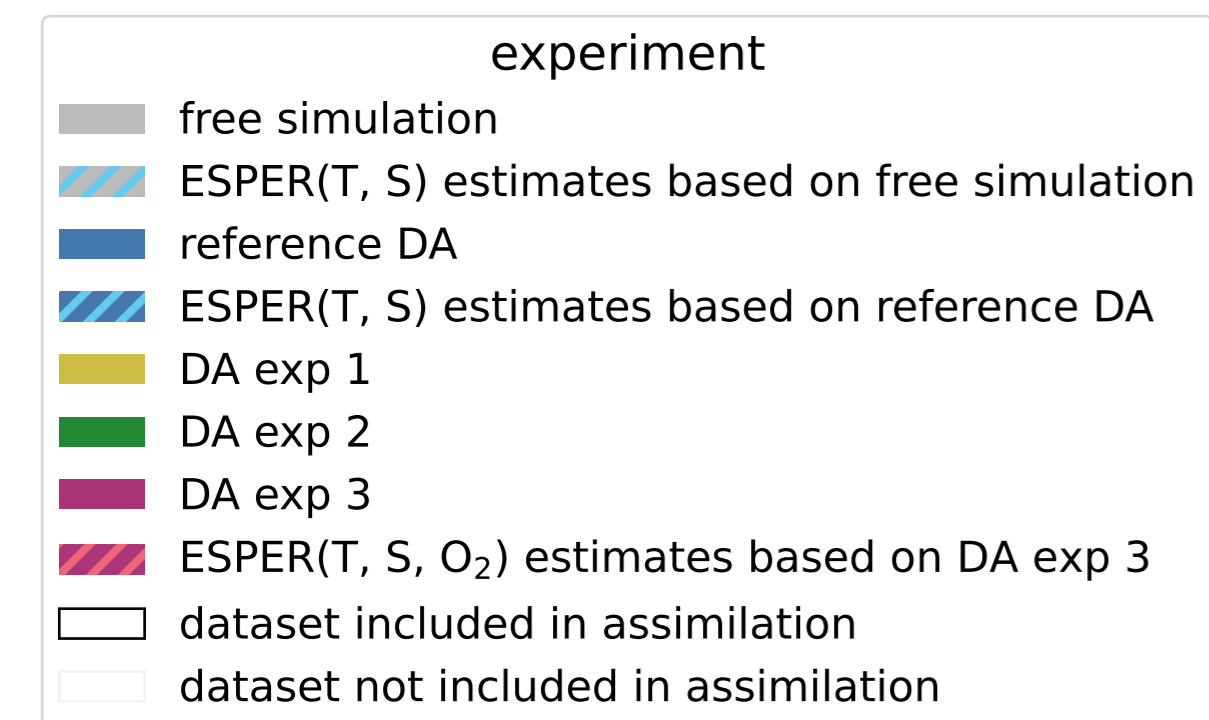 experiment
free simulation
ESPER(T, S) estimates based on free simulation
reference DA
ESPER(T, S) estimates based on reference DA
DA exp 1
DA exp 2
DA exp 3
ESPER(T, S, O₂) estimates based on DA exp 3
dataset included in assimilation
dataset not included in assimilation